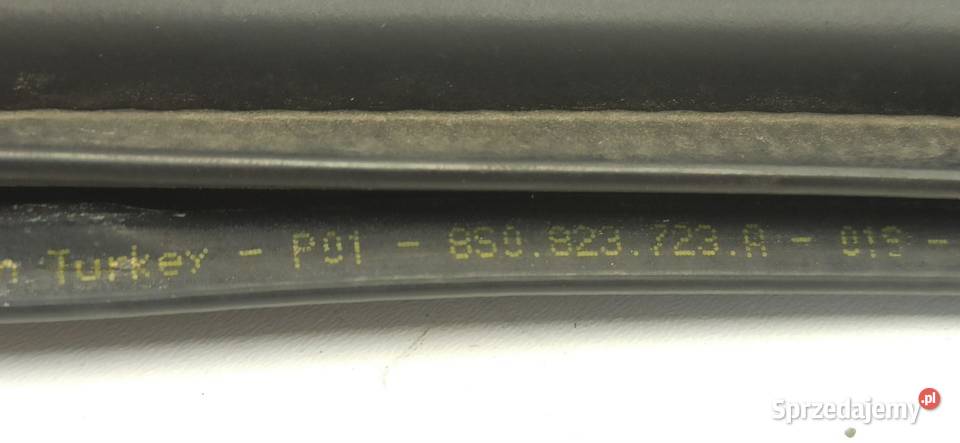 n Turkey - P01 - 8S0.823.723.A - 019 -
Sprzedajemy.pl